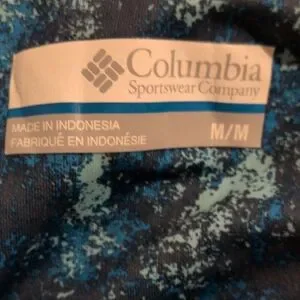 Columbia
Sportswear Company
MADE IN INDONESIA
FABRIQUÉ EN INDONÉSIE
M/M